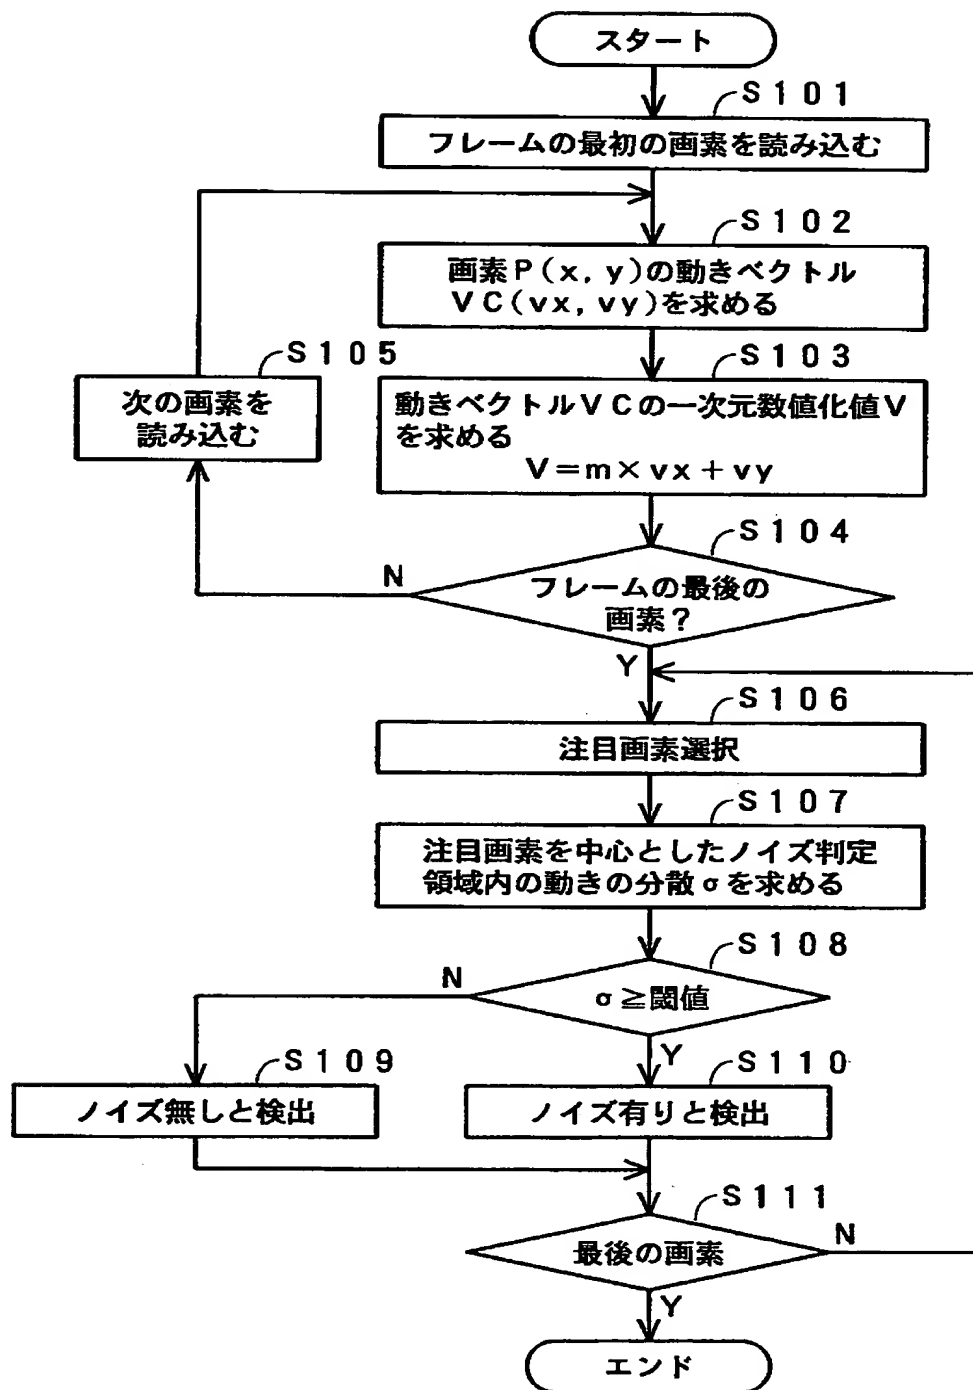 スタート
S101
フレームの最初の画素を読み込む
S102
画素P(x, y)の動きベクトル
VC(vx, vy)を求める
S105
次の画素を
読み込む
S103
動きベクトルVCの一次元数値化値V
を求める
V=m×vx+vy
S104
N
フレームの最後の
画素?
Y
S106
注目画素選択
S107
注目画素を中心としたノイズ判定
領域内の動きの分散σを求める
S108
N
σ≧閾値
Y
S109
ノイズ無しと検出
S110
ノイズ有りと検出
S111
最後の画素
N
Y
エンド